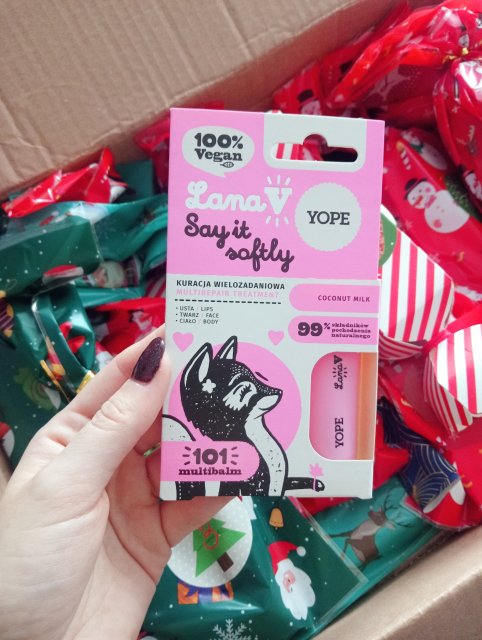 100%
Vegan
Lana V
YOPE
Say it
softly
KURACJA WIELOZADANIOWA
MULTIREPAIR TREATMENT
COCONUT MILK
• USTA | LIPS
• TWARZ | FACE
• CIAŁO | BODY
99% składników
pochodzenia
naturalnego
Lana V
YOPE
101
multibalm